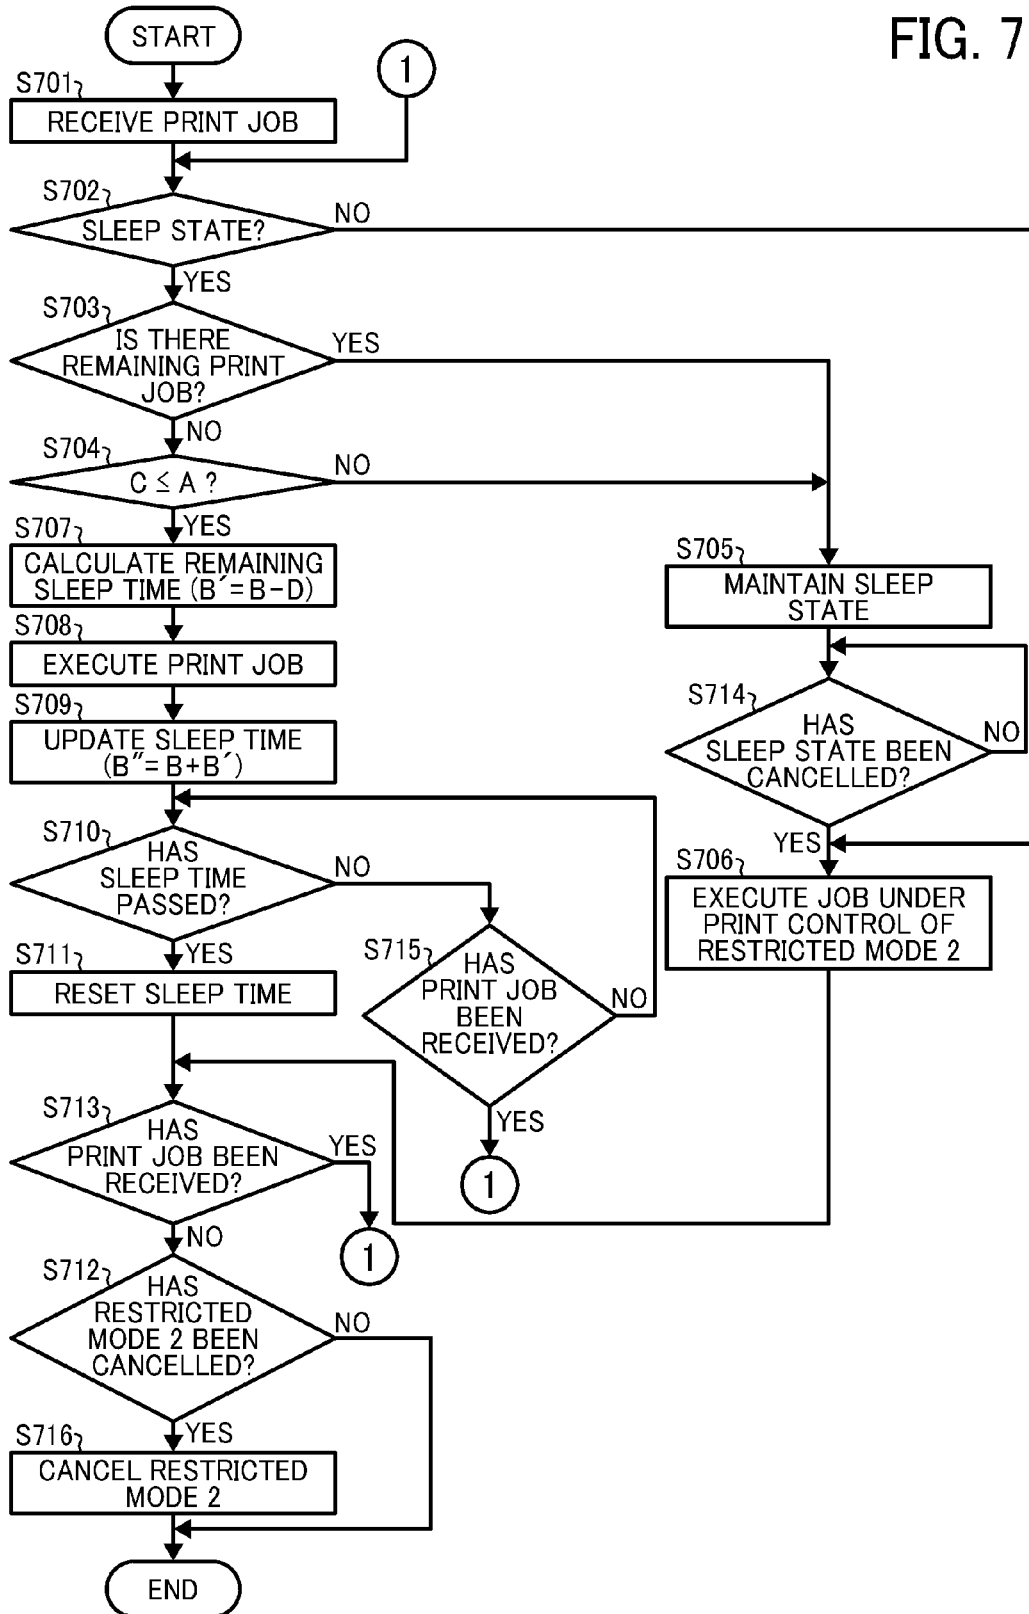 FIG. 7
START
1
S701
RECEIVE PRINT JOB
S702
SLEEP STATE?
NO
YES
S703
IS THERE
REMAINING PRINT
JOB?
YES
NO
S704
C ≤ A ?
NO
YES
S707
CALCULATE REMAINING
SLEEP TIME (B´=B−D)
S705
MAINTAIN SLEEP
STATE
S708
EXECUTE PRINT JOB
S709
UPDATE SLEEP TIME
(B″=B+B´)
S714
HAS
SLEEP STATE BEEN
CANCELLED?
NO
YES
S710
HAS
SLEEP TIME
PASSED?
NO
YES
S706
EXECUTE JOB UNDER
PRINT CONTROL OF
RESTRICTED MODE 2
S711
RESET SLEEP TIME
S715
HAS
PRINT JOB
BEEN
RECEIVED?
NO
YES
1
S713
HAS
PRINT JOB BEEN
RECEIVED?
YES
1
NO
S712
HAS
RESTRICTED
MODE 2 BEEN
CANCELLED?
NO
YES
S716
CANCEL RESTRICTED
MODE 2
END